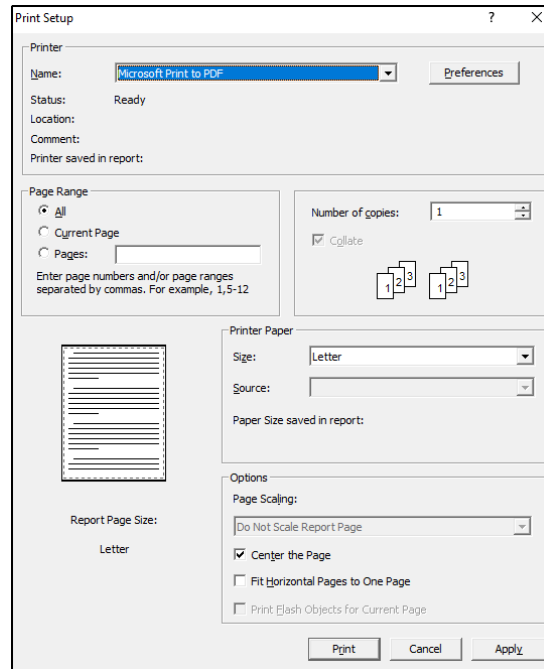 Print Setup ? X
Printer
Name: Microsoft Print to PDF Preferences
Status: Ready
Location:
Comment:
Printer saved in report:
Page Range
All
Current Page
Pages:
Enter page numbers and/or page ranges
separated by commas. For example, 1,5-12
Number of copies: 1
Collate
1 2 3 1 2 3
Printer Paper
Size: Letter
Source:
Paper Size saved in report:
Report Page Size:
Letter
Options
Page Scaling:
Do Not Scale Report Page
Center the Page
Fit Horizontal Pages to One Page
Print Flash Objects for Current Page
Print Cancel Apply